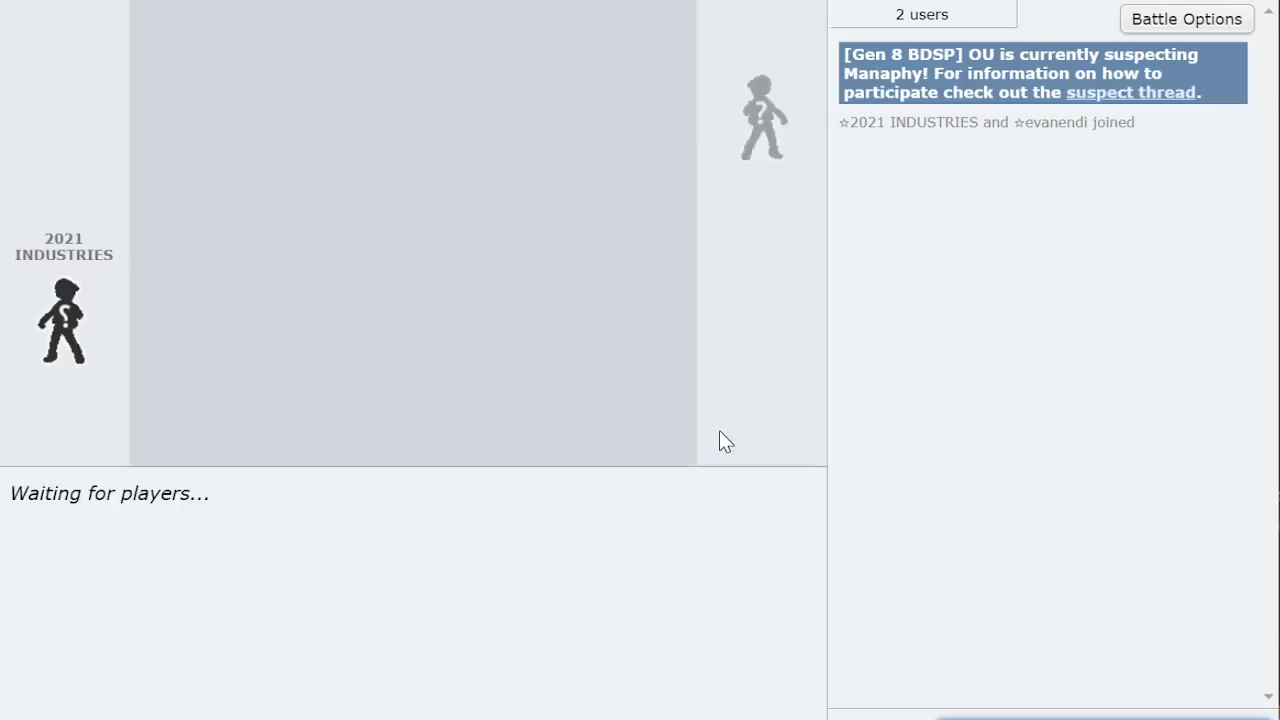 2 users
Battle Options
[Gen 8 BDSP] OU is currently suspecting
Manaphy! For information on how to
participate check out the suspect thread.
☆2021 INDUSTRIES and ☆evanendi joined
2021
INDUSTRIES
Waiting for players...